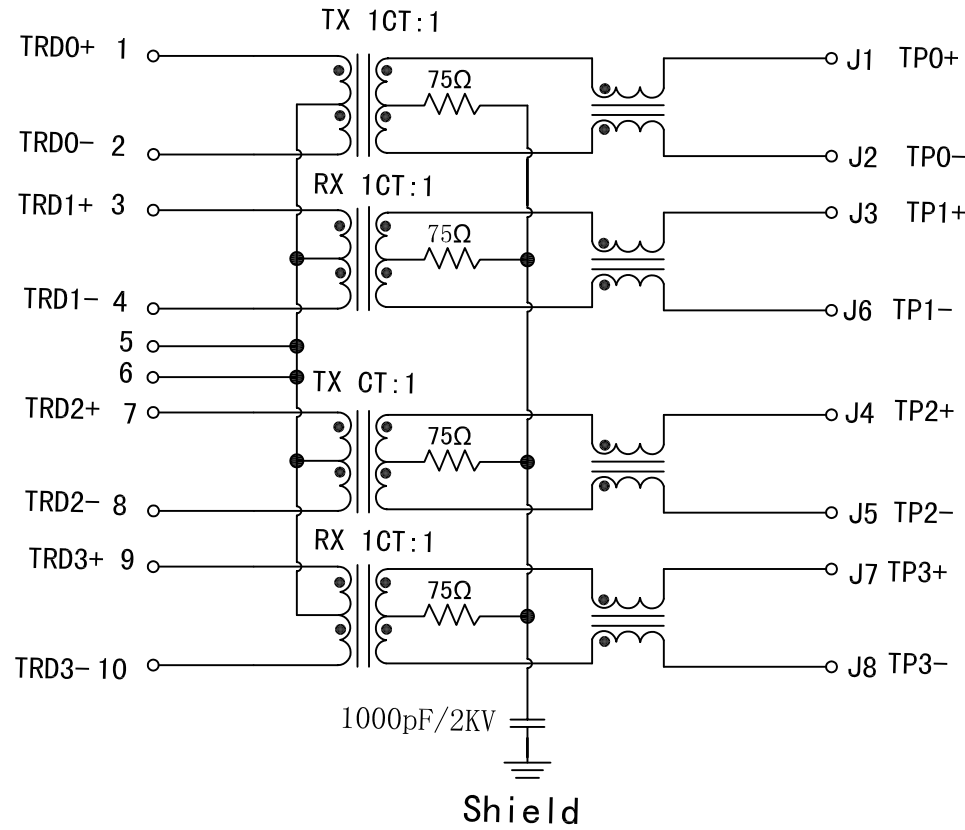 TX 1CT:1
TRD0+ 1
75Ω
J1 TP0+
TRD0- 2
J2 TP0-
RX 1CT:1
TRD1+ 3
75Ω
J3 TP1+
TRD1- 4
J6 TP1-
5
6
TX CT:1
TRD2+ 7
75Ω
J4 TP2+
TRD2- 8
J5 TP2-
RX 1CT:1
TRD3+ 9
75Ω
J7 TP3+
TRD3- 10
J8 TP3-
1000pF/2KV
Shield